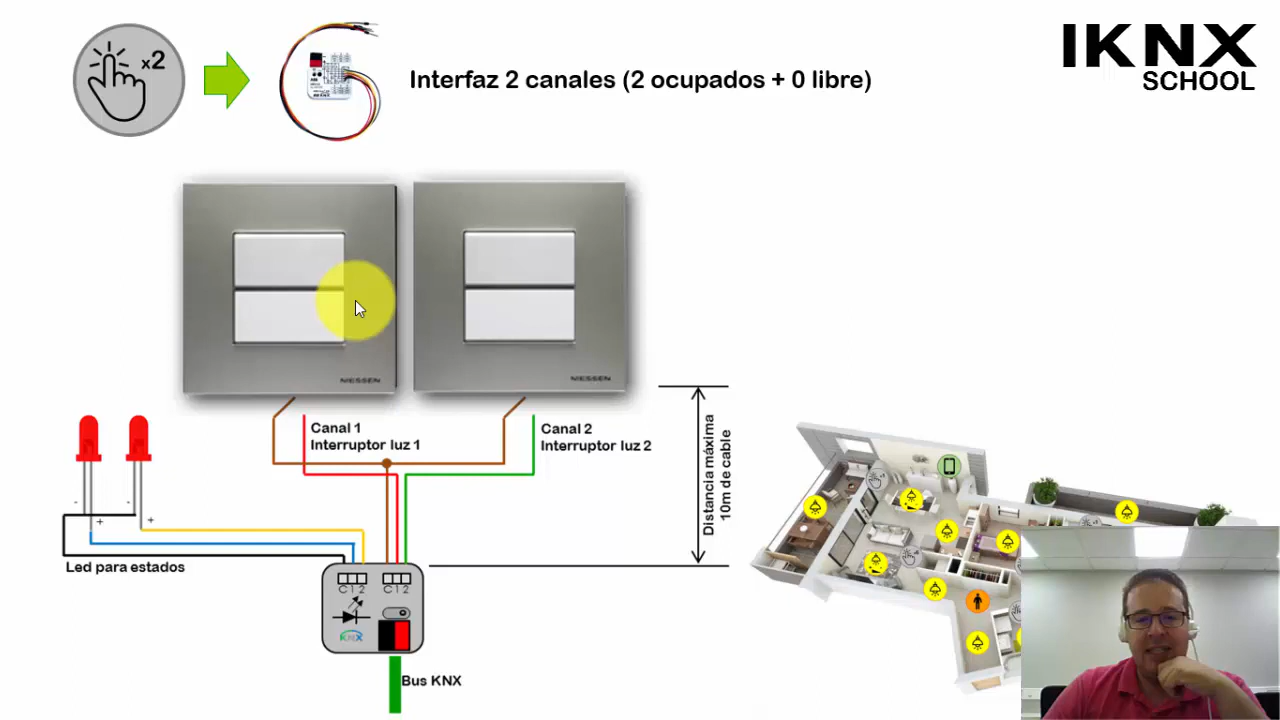 x2
Interfaz 2 canales (2 ocupados + 0 libre)
IKNX
SCHOOL
NIESSEN
NIESSEN
Canal 1
Interruptor luz 1
Canal 2
Interruptor luz 2
Distancia máxima
10m de cable
- -
+ +
Led para estados
C 1 2 C 1 2
KNX
Bus KNX